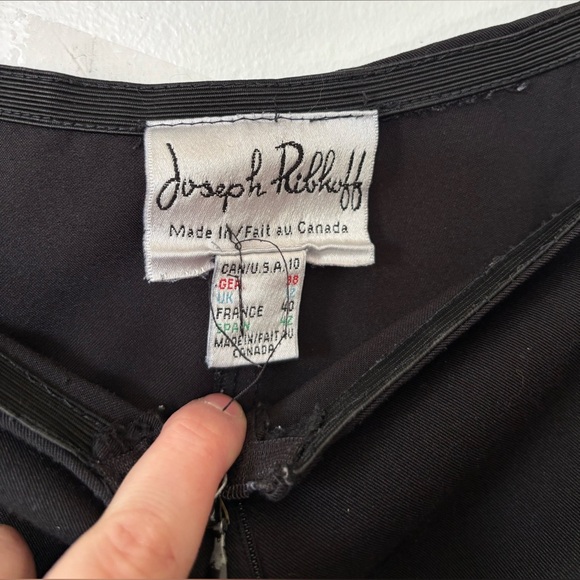 Joseph Ribkoff
Made In/Fait au Canada
CAN/U.S.A. 10
GER 38
UK 12
FRANCE 40
SPAIN 42
MADE IN/FAIT AU
CANADA